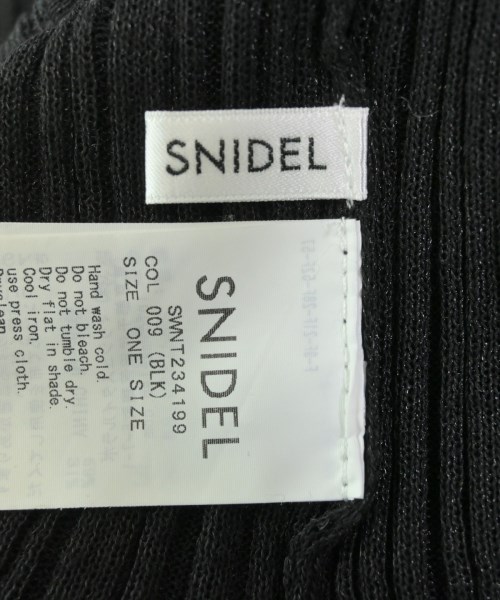 SNIDEL
SNIDEL
SWNT234199
COL 009 (BLK)
SIZE ONE SIZE
Hand wash cold.
Do not bleach.
Do not tumble dry.
Dry flat in shade.
Cool iron.
use press cloth.